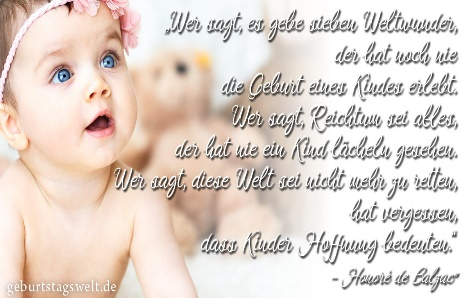 „Wer sagt, es gebe sieben Weltwunder,
der hat noch nie
die Geburt eines Kindes erlebt.
Wer sagt, Reichtum sei alles,
der hat nie ein Kind lächeln gesehen.
Wer sagt, diese Welt sei nicht mehr zu retten,
hat vergessen,
dass Kinder Hoffnung bedeuten."
- Honoré de Balzac"
geburtstagswelt.de